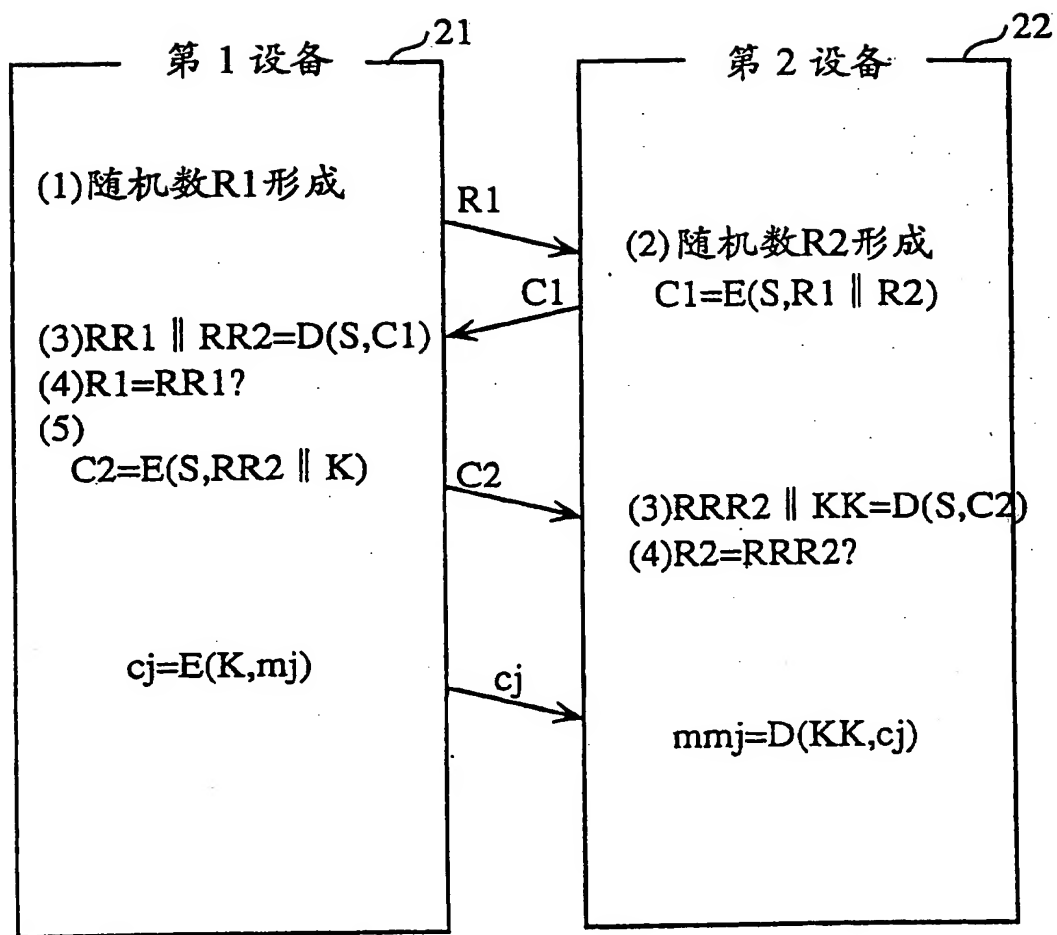 第 1 设备
21
第 2 设备
22
(1)随机数R1形成
R1
(2)随机数R2形成
C1=E(S,R1 ∥ R2)
C1
(3)RR1 ∥ RR2=D(S,C1)
(4)R1=RR1?
(5)
C2=E(S,RR2 ∥ K)
C2
(3)RRR2 ∥ KK=D(S,C2)
(4)R2=RRR2?
cj=E(K,mj)
cj
mmj=D(KK,cj)